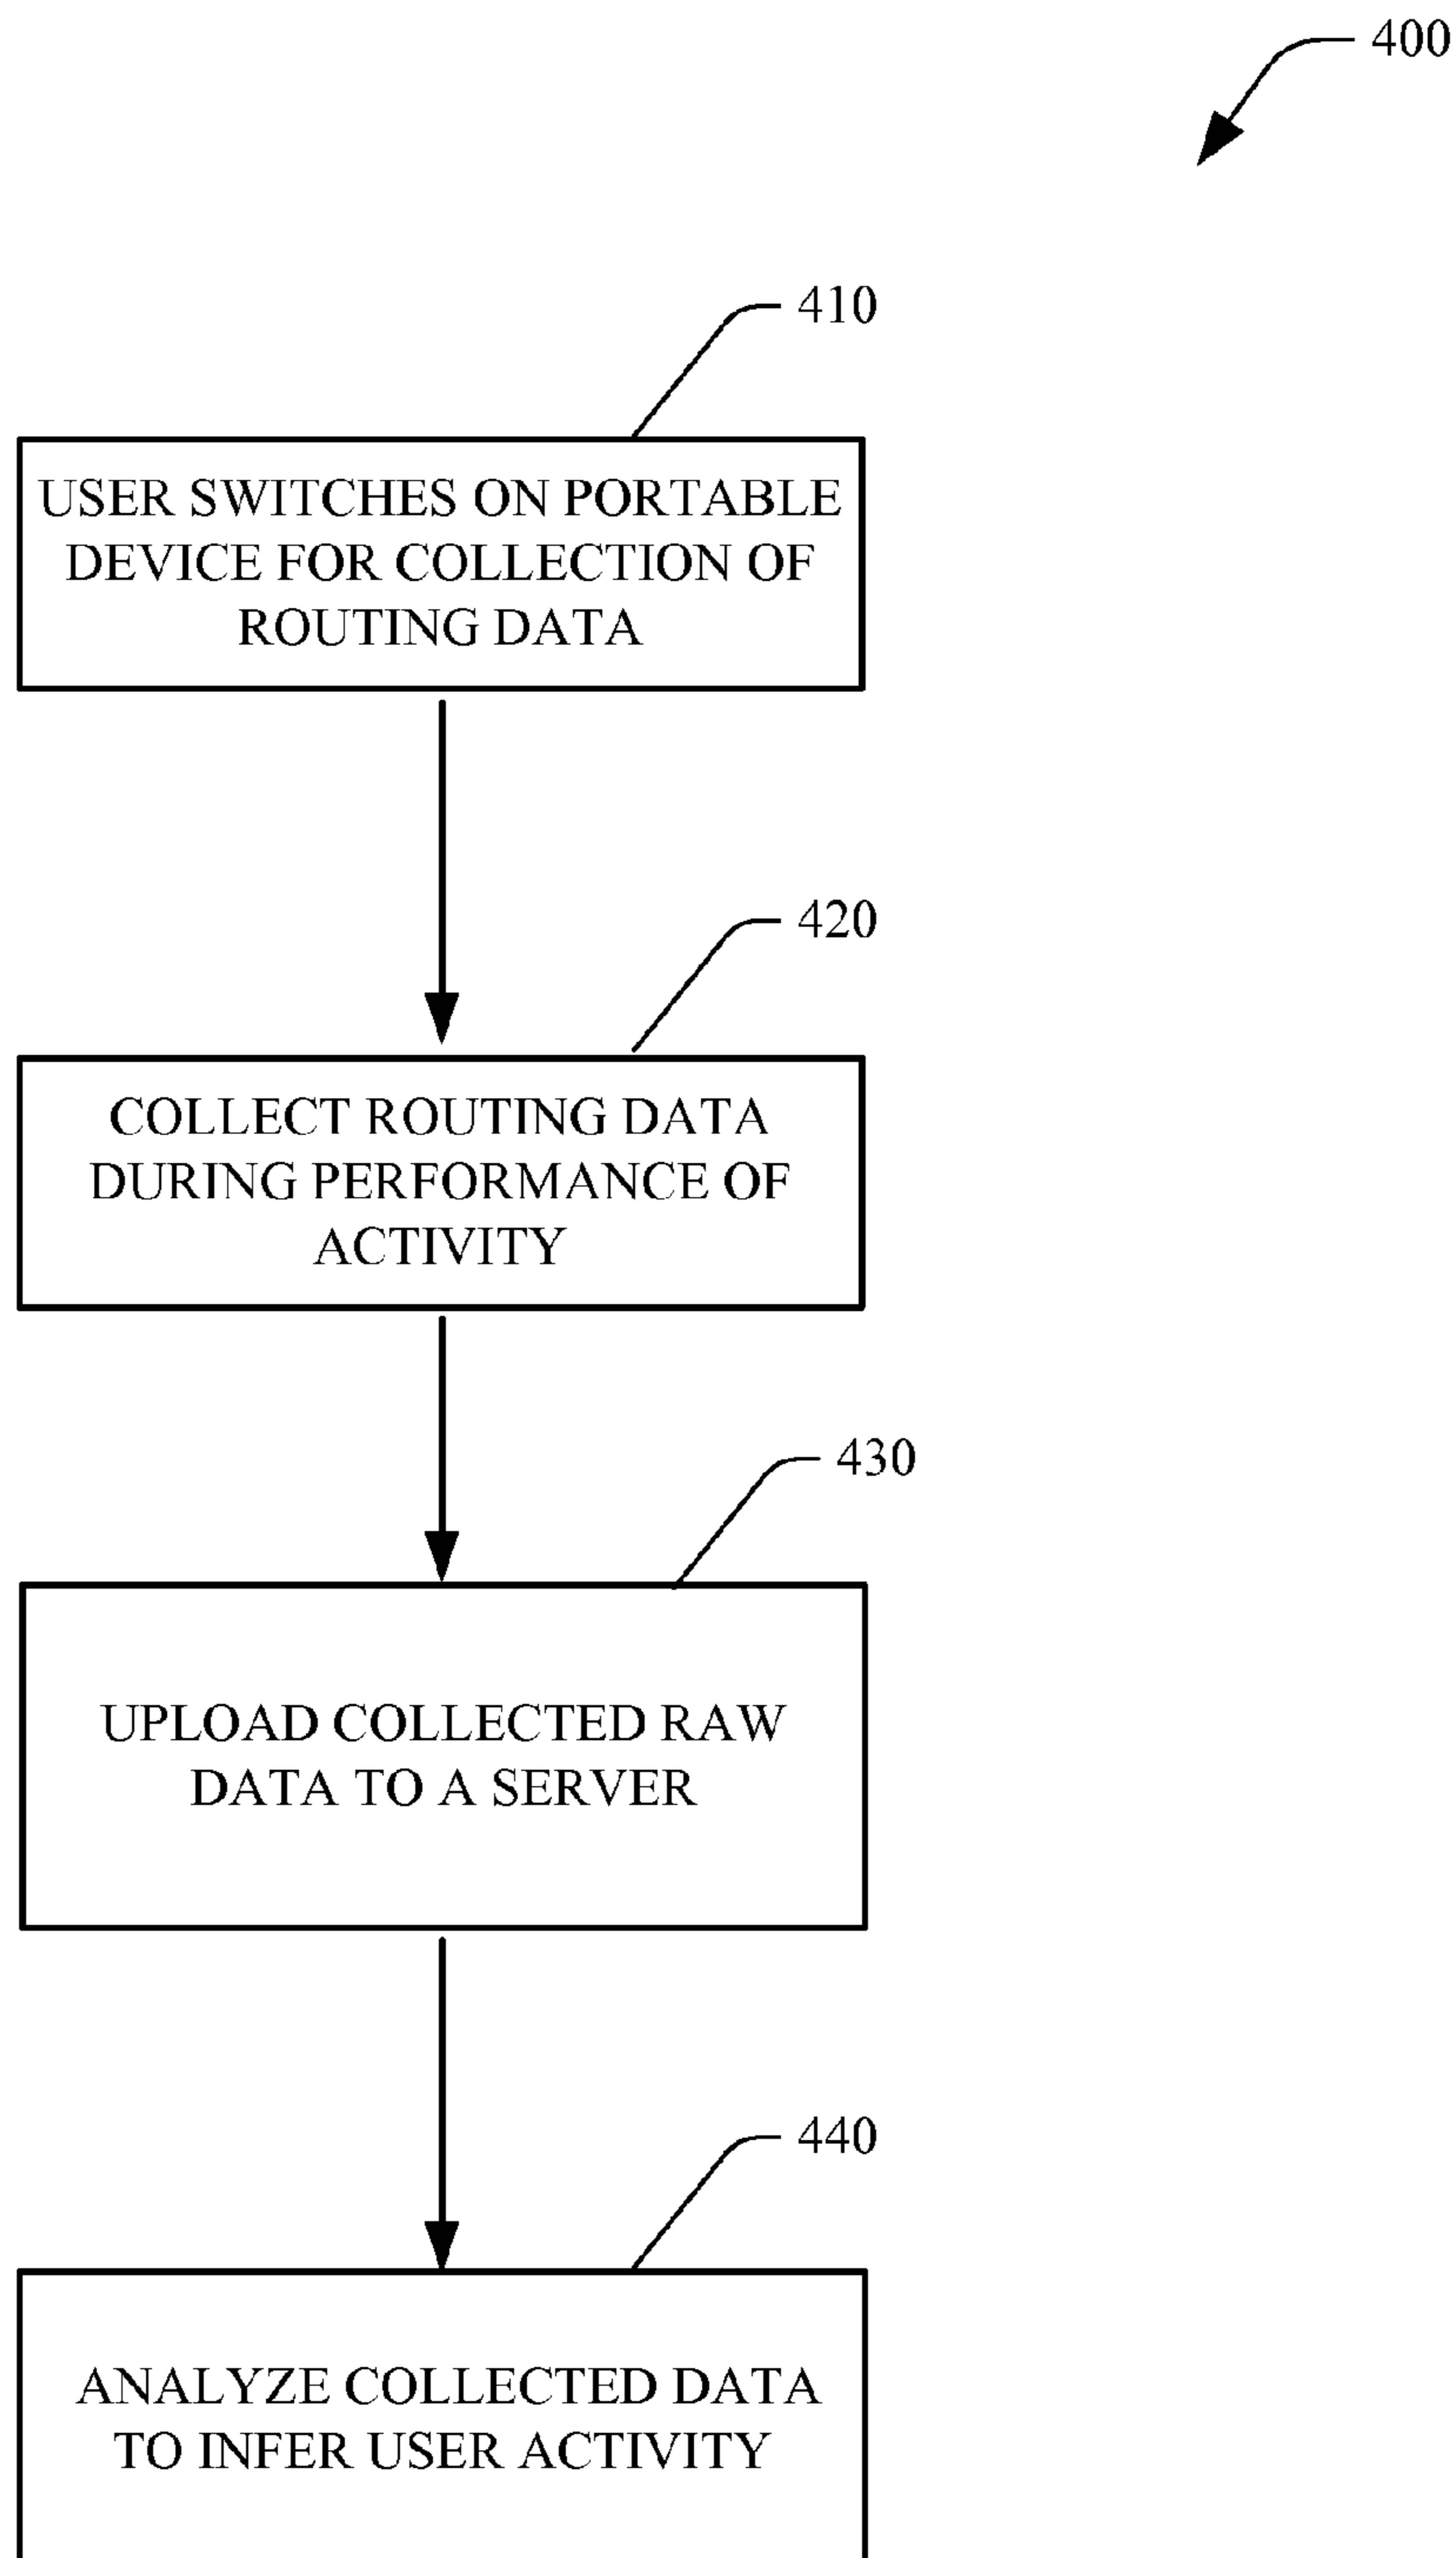 400
410
USER SWITCHES ON PORTABLE
DEVICE FOR COLLECTION OF
ROUTING DATA
420
COLLECT ROUTING DATA
DURING PERFORMANCE OF
ACTIVITY
430
UPLOAD COLLECTED RAW
DATA TO A SERVER
440
ANALYZE COLLECTED DATA
TO INFER USER ACTIVITY